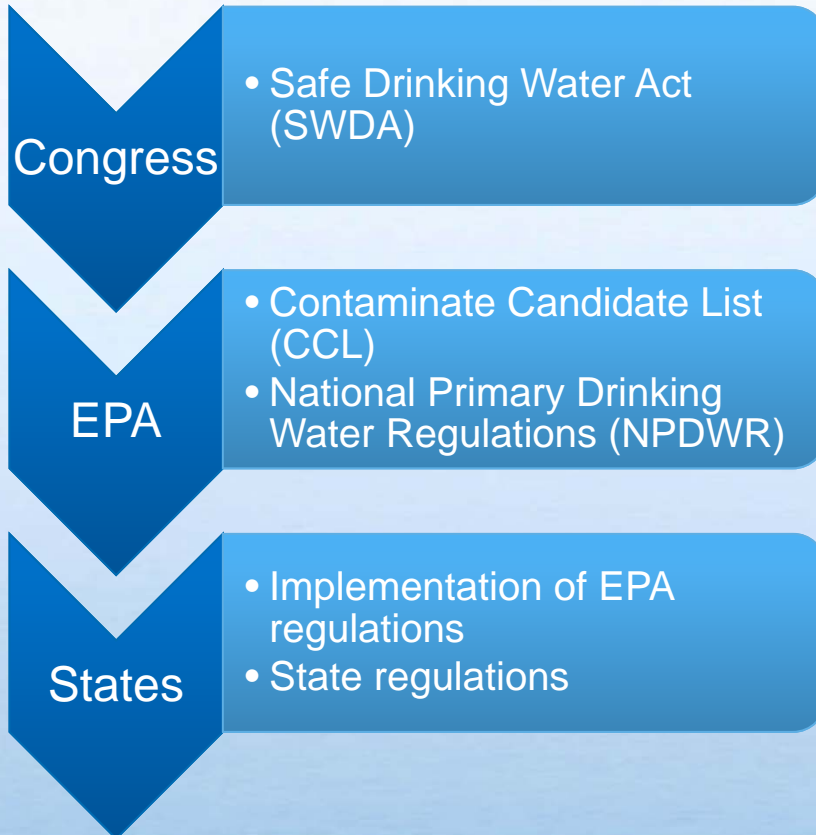 Congress
• Safe Drinking Water Act
(SWDA)
EPA
• Contaminate Candidate List
(CCL)
• National Primary Drinking
Water Regulations (NPDWR)
States
• Implementation of EPA
regulations
• State regulations